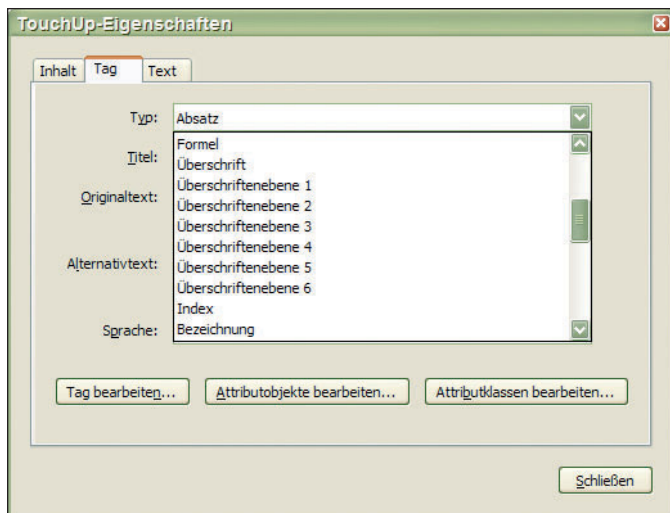 TouchUp-Eigenschaften
Inhalt Tag Text
Typ: Absatz
Titel:
Originaltext:
Alternativtext:
Sprache:
Formel
Überschrift
Überschriftenebene 1
Überschriftenebene 2
Überschriftenebene 3
Überschriftenebene 4
Überschriftenebene 5
Überschriftenebene 6
Index
Bezeichnung
Tag bearbeiten... Attributobjekte bearbeiten... Attributklassen bearbeiten...
Schließen